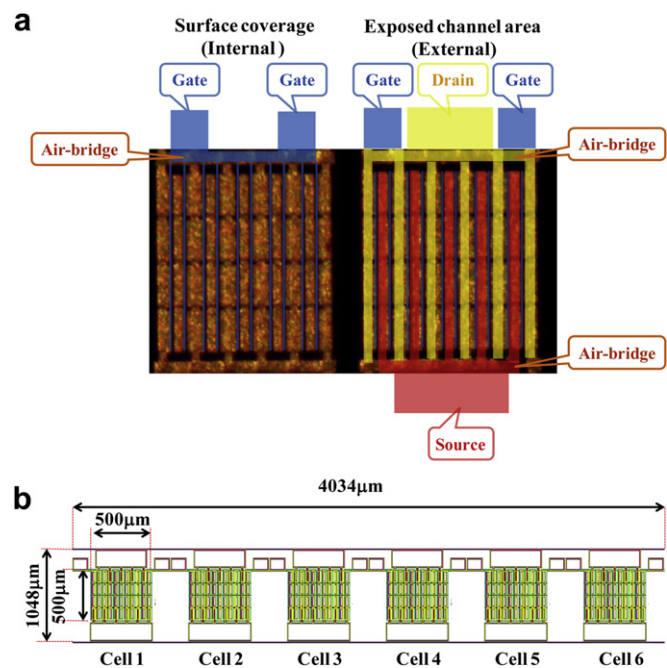 a
Surface coverage
(Internal )
Exposed channel area
(External)
Gate
Gate
Gate
Drain
Gate
Air-bridge
Air-bridge
Air-bridge
Source
b
4034μm
500μm
1048μm
500μm
Cell 1
Cell 2
Cell 3
Cell 4
Cell 5
Cell 6